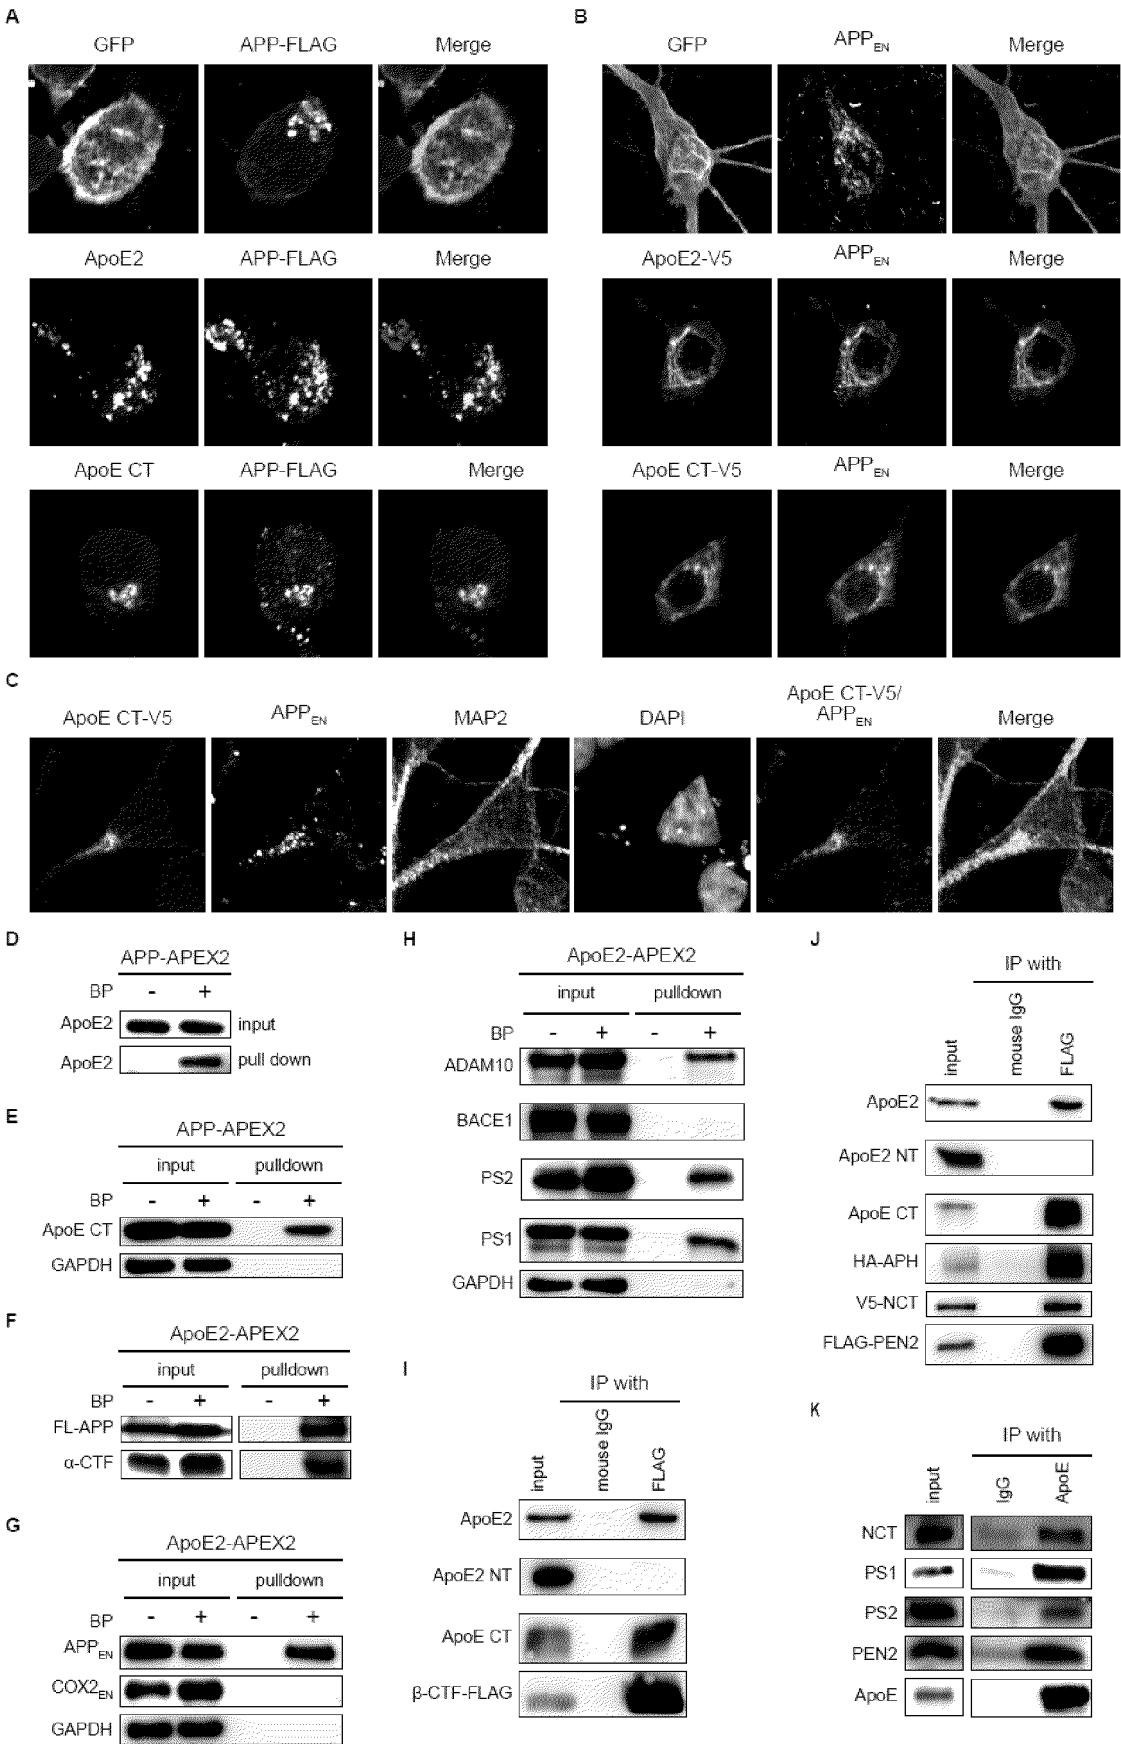 A
GFP APP-FLAG Merge
ApoE2 APP-FLAG Merge
ApoE CT APP-FLAG Merge
B
GFP APPEN Merge
ApoE2-V5 APPEN Merge
ApoE CT-V5 APPEN Merge
C
ApoE CT-V5 APPEN MAP2 DAPI ApoE CT-V5/ Merge
APPEN
D
APP-APEX2
BP - +
ApoE2 input
ApoE2 pull down
E
APP-APEX2
input pulldown
BP - + - +
ApoE CT
GAPDH
F
ApoE2-APEX2
input pulldown
BP - + - +
FL-APP
α-CTF
G
ApoE2-APEX2
input pulldown
BP - + - +
APPEN
COX2EN
GAPDH
H
ApoE2-APEX2
input pulldown
BP - + - +
ADAM10
BACE1
PS2
PS1
GAPDH
I
IP with
input mouse IgG FLAG
ApoE2
ApoE2 NT
ApoE CT
β-CTF-FLAG
J
IP with
input mouse IgG FLAG
ApoE2
ApoE2 NT
ApoE CT
HA-APH
V5-NCT
FLAG-PEN2
K
IP with
input IgG ApoE
NCT
PS1
PS2
PEN2
ApoE